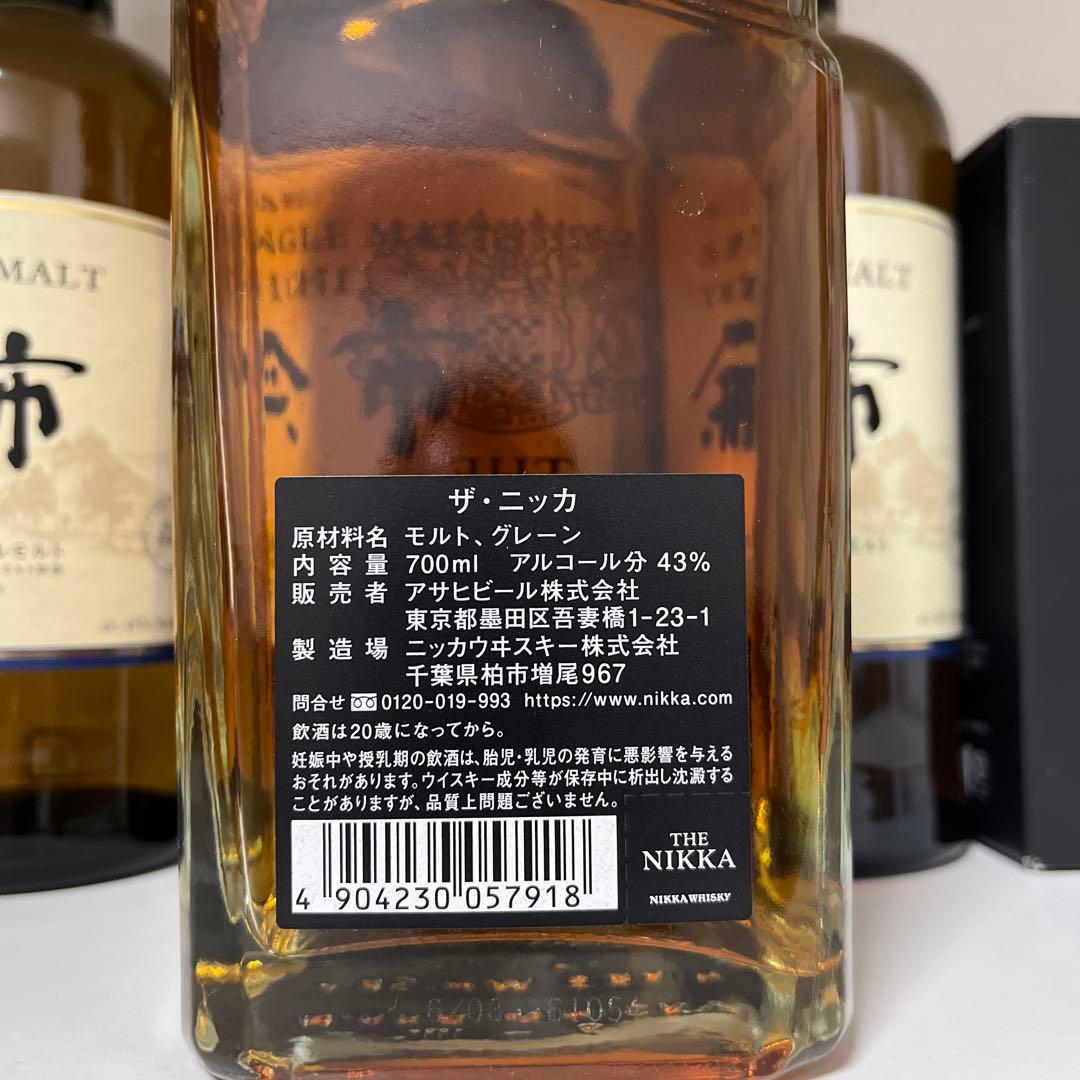 MALT
ルモルト
MALT
ザ・ニッカ
原材料名 モルト、グレーン
内容量 700ml アルコール分 43%
販売者 アサヒビール株式会社
東京都墨田区吾妻橋1-23-1
製造場 ニッカウヰスキー株式会社
千葉県柏市増尾967
問合せ 0120-019-993 https://www.nikka.com
飲酒は20歳になってから。
妊娠中や授乳期の飲酒は、胎児・乳児の発育に悪影響を与える
おそれがあります。ウイスキー成分等が保存中に析出し沈澱する
ことがありますが、品質上問題ございません。
4 904230 057918
THE
NIKKA
NIKKA WHISKY